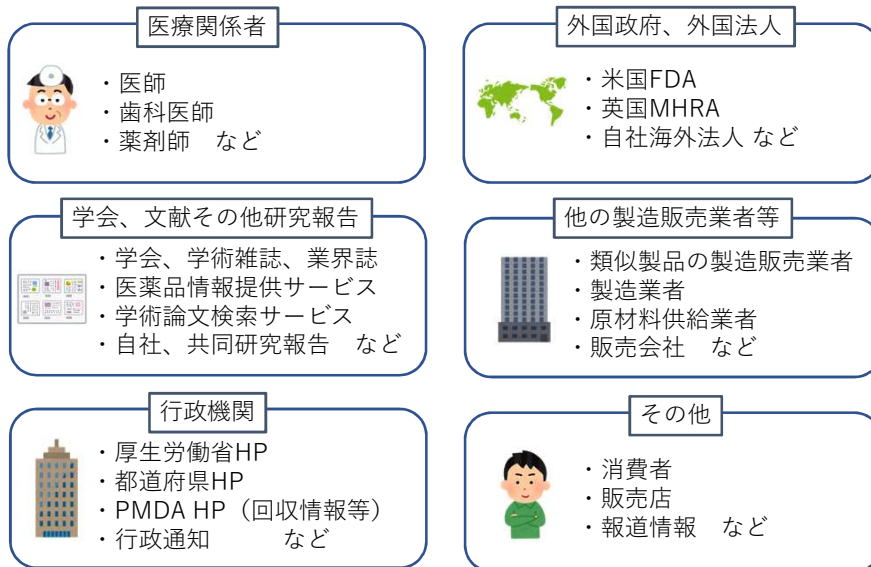 医療関係者
・医師
・歯科医師
・薬剤師　など
外国政府、外国法人
・米国FDA
・英国MHRA
・自社海外法人 など
学会、文献その他研究報告
・学会、学術雑誌、業界誌
・医薬品情報提供サービス
・学術論文検索サービス
・自社、共同研究報告　など
他の製造販売業者等
・類似製品の製造販売業者
・製造業者
・原材料供給業者
・販売会社　など
行政機関
・厚生労働省HP
・都道府県HP
・PMDA HP（回収情報等）
・行政通知　　　など
その他
・消費者
・販売店
・報道情報　など